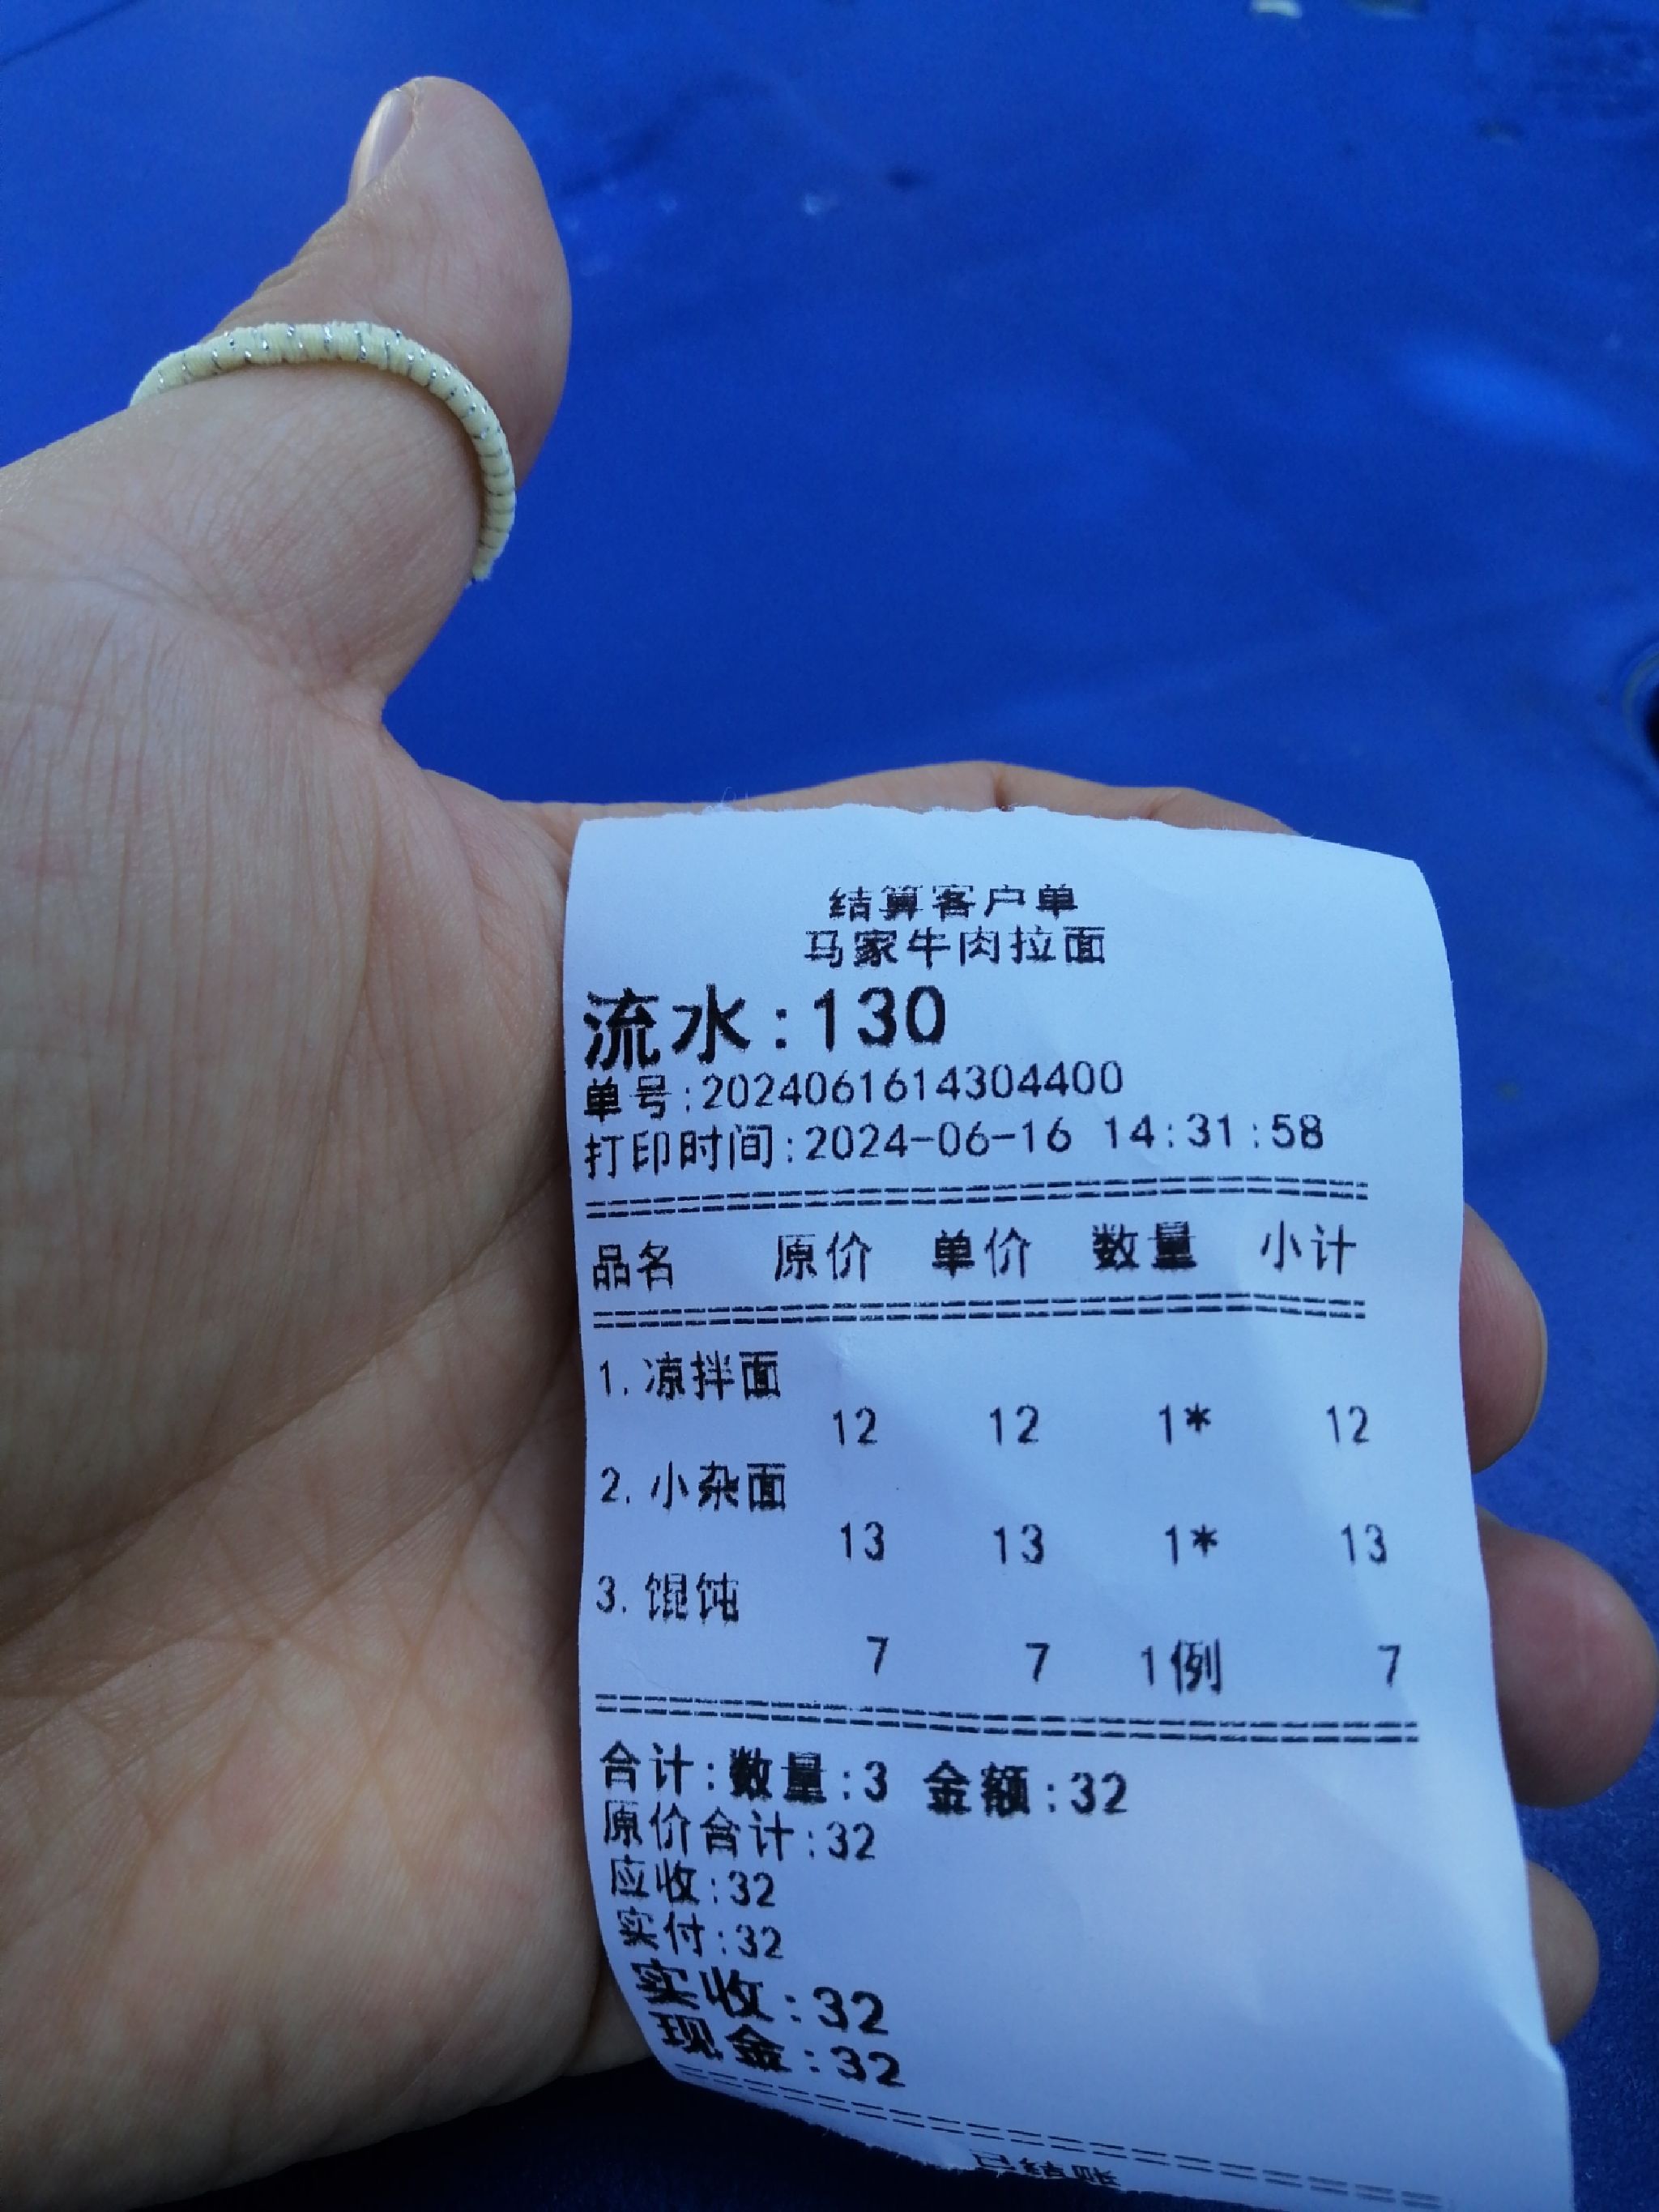 结算客户单
马家牛肉拉面
流水:130
单号:2024061614304400
打印时间:2024-06-16 14:31:58
品名 原价 单价 数量 小计
1.凉拌面
12 12 1* 12
2.小杂面
13 13 1* 13
3.馄饨
7 7 1例 7
合计:数量:3 金额:32
原价合计:32
应收:32
实付:32
实收:32
现金:32
已结账